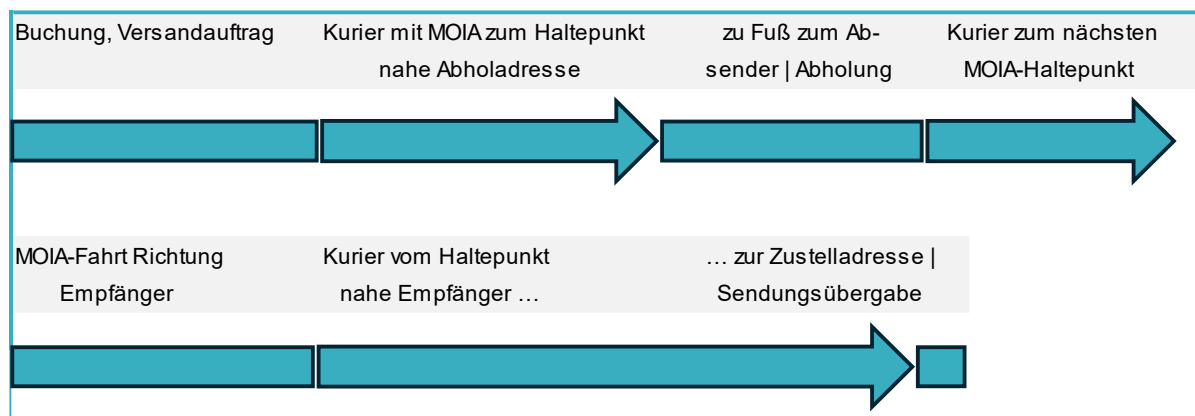 Buchung, Versandauftrag
Kurier mit MOIA zum Haltepunkt
nahe Abholadresse
zu Fuß zum Ab-
sender | Abholung
Kurier zum nächsten
MOIA-Haltepunkt
MOIA-Fahrt Richtung
Empfänger
Kurier vom Haltepunkt
nahe Empfänger …
… zur Zustelladresse |
Sendungsübergabe